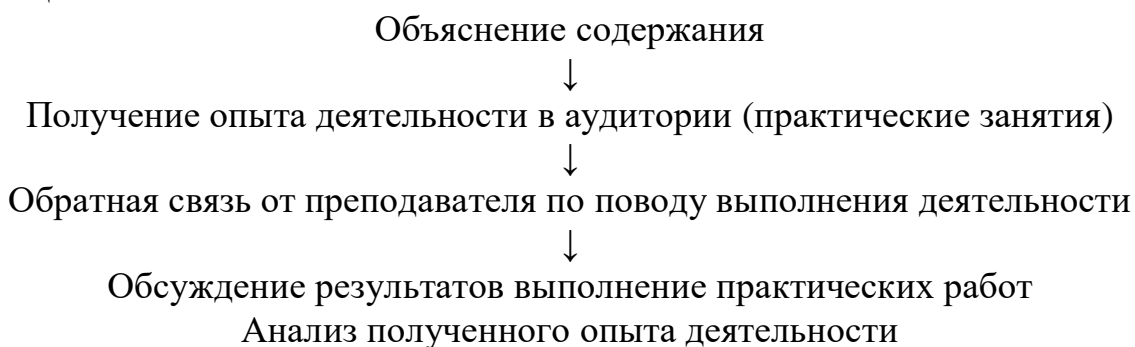 Объяснение содержания
↓
Получение опыта деятельности в аудитории (практические занятия)
↓
Обратная связь от преподавателя по поводу выполнения деятельности
↓
Обсуждение результатов выполнение практических работ
Анализ полученного опыта деятельности